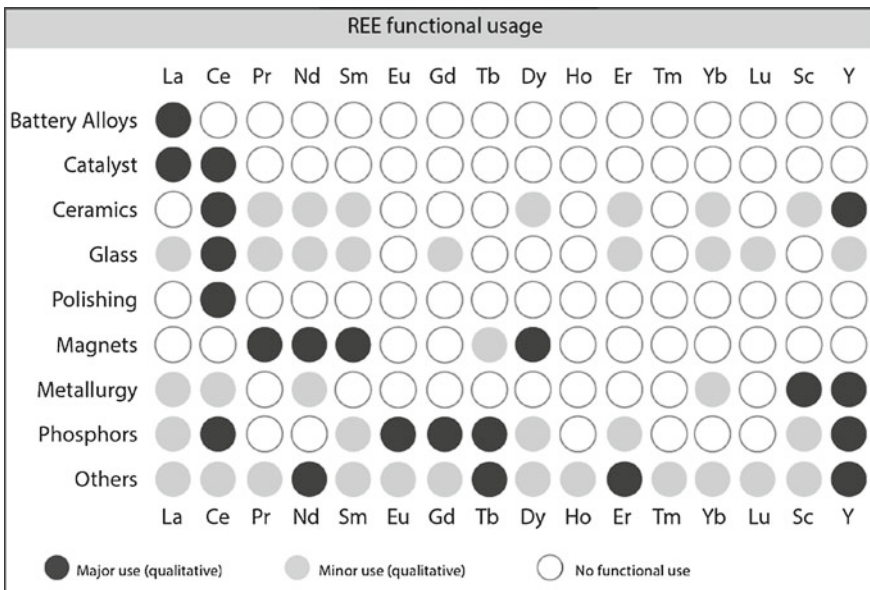 REE functional usage
La Ce Pr Nd Sm Eu Gd Tb Dy Ho Er Tm Yb Lu Sc Y
Battery Alloys
Catalyst
Ceramics
Glass
Polishing
Magnets
Metallurgy
Phosphors
Others
La Ce Pr Nd Sm Eu Gd Tb Dy Ho Er Tm Yb Lu Sc Y
Major use (qualitative) Minor use (qualitative) No functional use